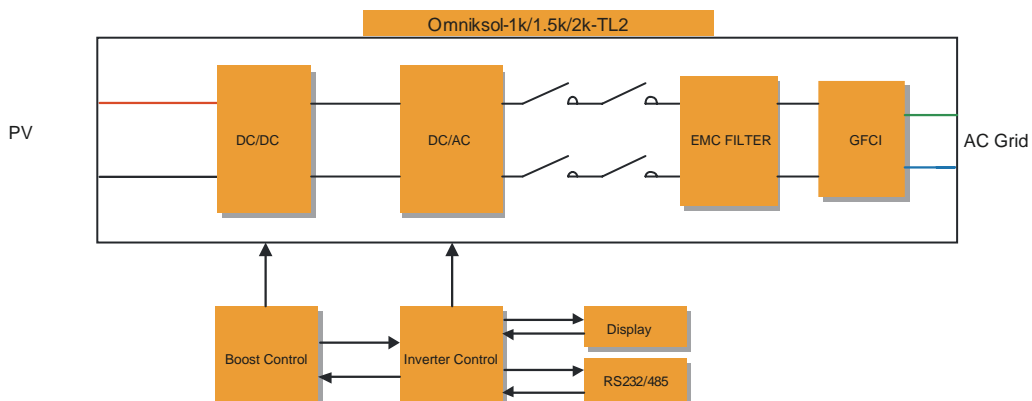 Omniksol-1k/1.5k/2k-TL2
PV
DC/DC
DC/AC
EMC FILTER
GFCI
AC Grid
Boost Control
Inverter Control
Display
RS232/485